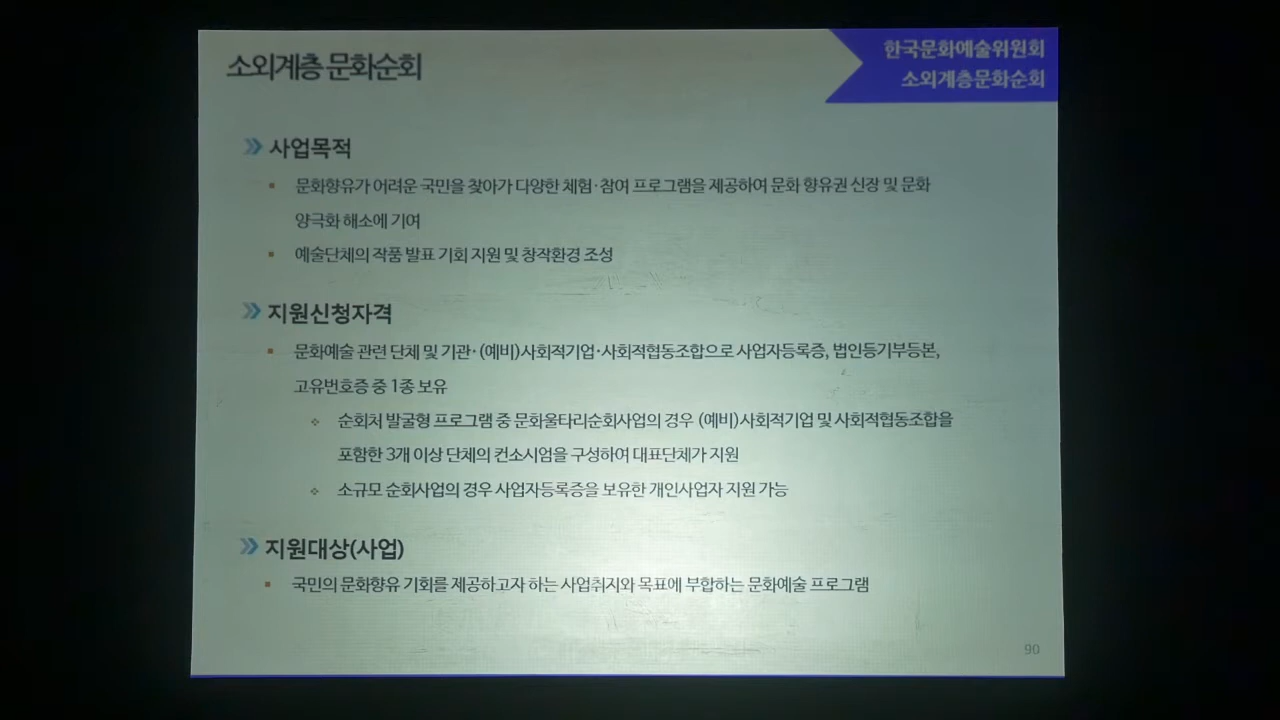 소외계층 문화순회
한국문화예술위원회
소외계층문화순회
사업목적
문화향유가 어려운 국민을 찾아가 다양한 체험·참여 프로그램을 제공하여 문화 향유권 신장 및 문화
양극화 해소에 기여
예술단체의 작품 발표 기회 지원 및 창작환경 조성
지원신청자격
문화예술 관련 단체 및 기관·(예비)사회적기업·사회적협동조합으로 사업자등록증, 법인등기부등본,
고유번호증 중 1종 보유
순회처 발굴형 프로그램 중 문화울타리순회사업의 경우 (예비)사회적기업 및 사회적협동조합을
포함한 3개 이상 단체의 컨소시엄을 구성하여 대표단체가 지원
소규모 순회사업의 경우 사업자등록증을 보유한 개인사업자 지원 가능
지원대상(사업)
국민의 문화향유 기회를 제공하고자 하는 사업취지와 목표에 부합하는 문화예술 프로그램
90